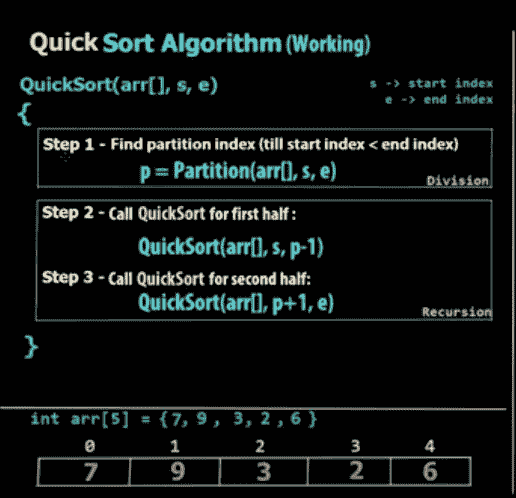 Quick Sort Algorithm (Working)
QuickSort(arr[], s, e)
s -> start index
e -> end index
{
Step 1 - Find partition index (till start index < end index)
p = Partition(arr[], s, e)
Division
Step 2 - Call QuickSort for first half :
QuickSort(arr[], s, p-1)
Step 3 - Call QuickSort for second half:
QuickSort(arr[], p+1, e)
Recursion
}
int arr[5] = {7, 9 , 3, 2 , 6 }
0 1 2 3 4
7 9 3 2 6